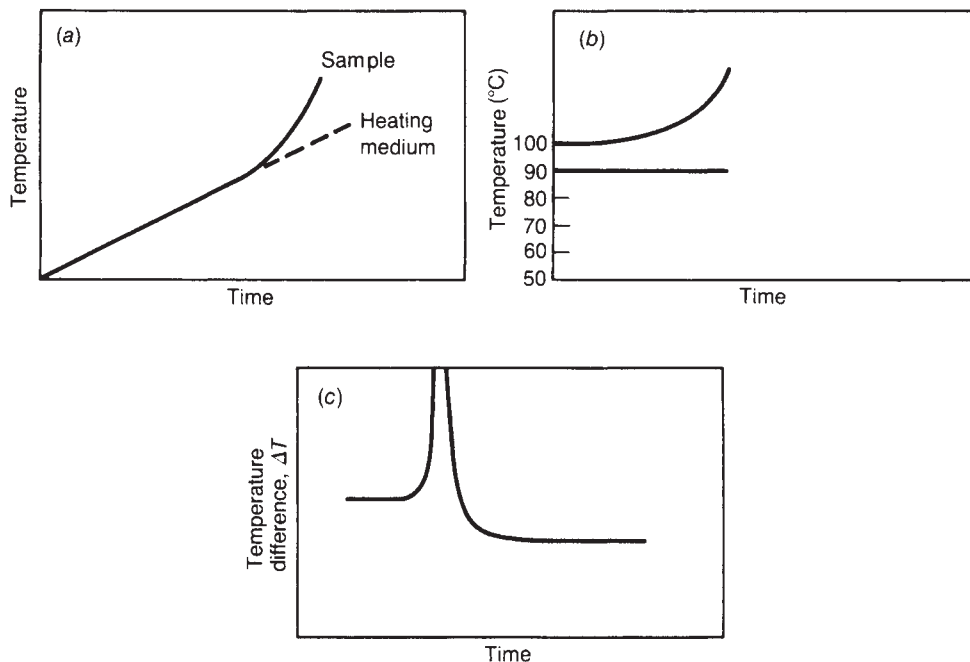 (a)
Sample
Heating
medium
Temperature
Time
(b)
Temperature (°C)
100
90
80
70
60
50
Time
(c)
Temperature
difference, ΔT
Time